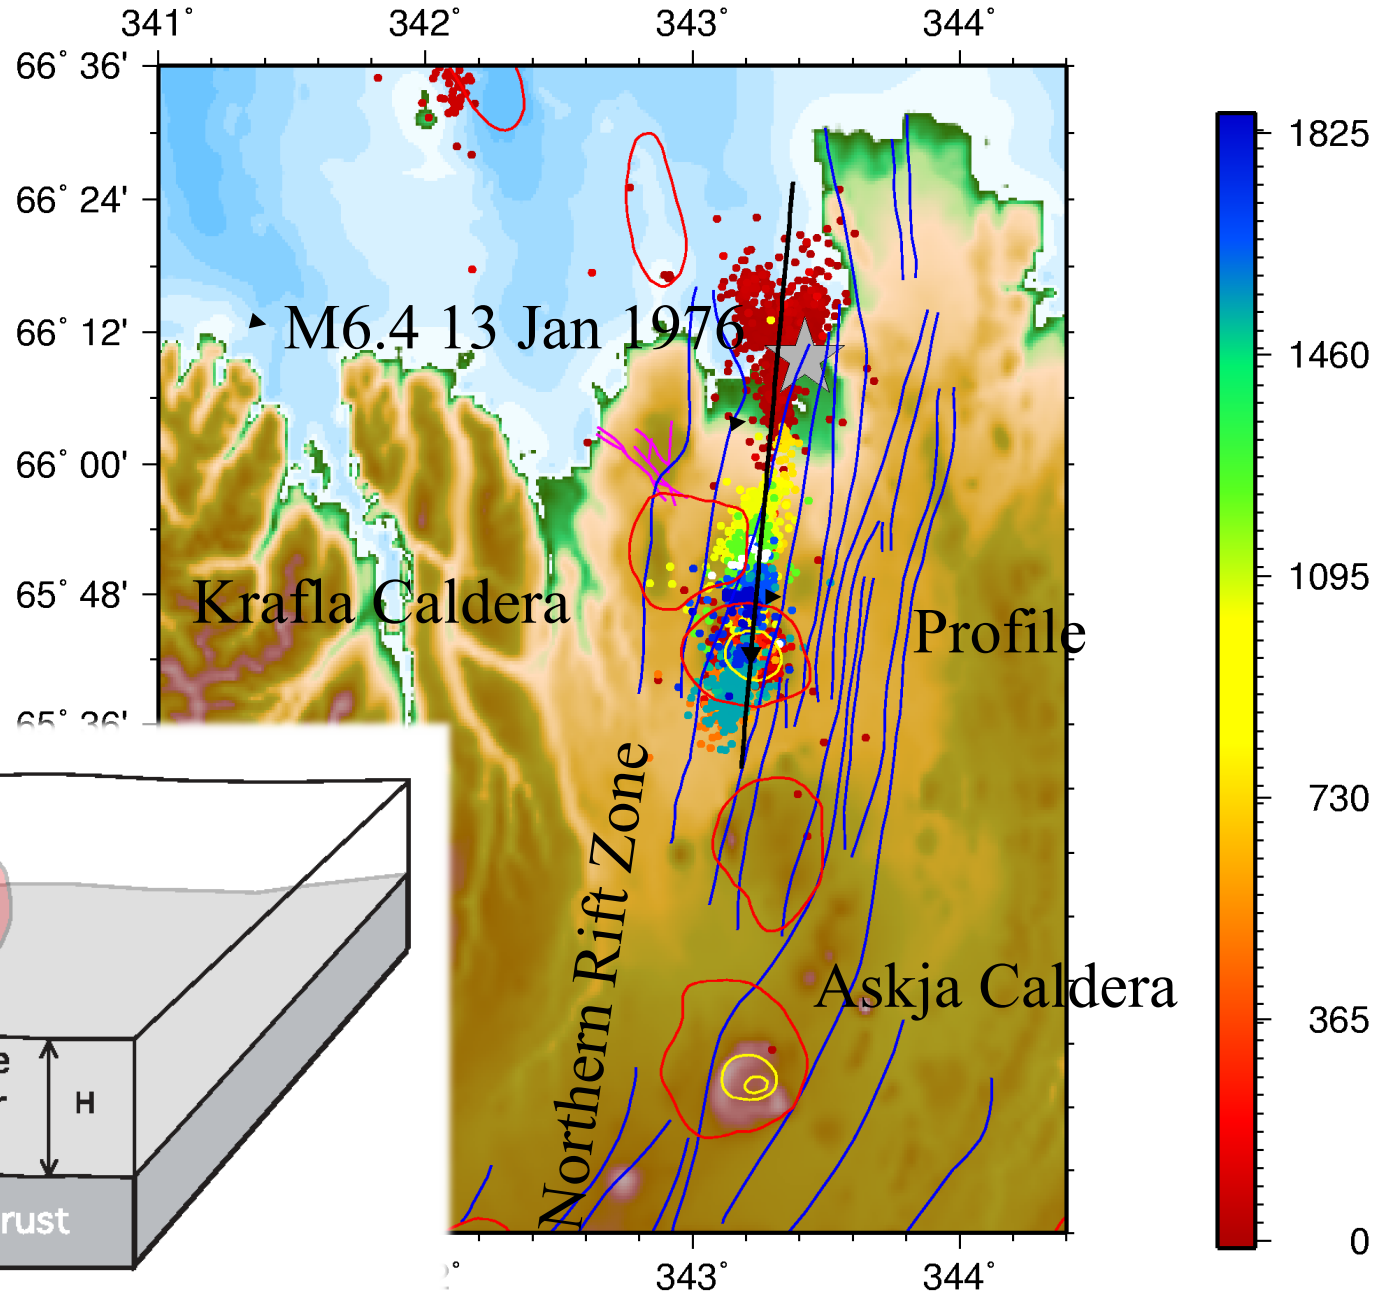 341° 342° 343° 344°
66° 36'
66° 24'
66° 12'
66° 00'
65° 48'
M6.4 13 Jan 1976
Krafla Caldera
Profile
Northern Rift Zone
Askja Caldera
H
rust
343° 344°
1825
1460
1095
730
365
0